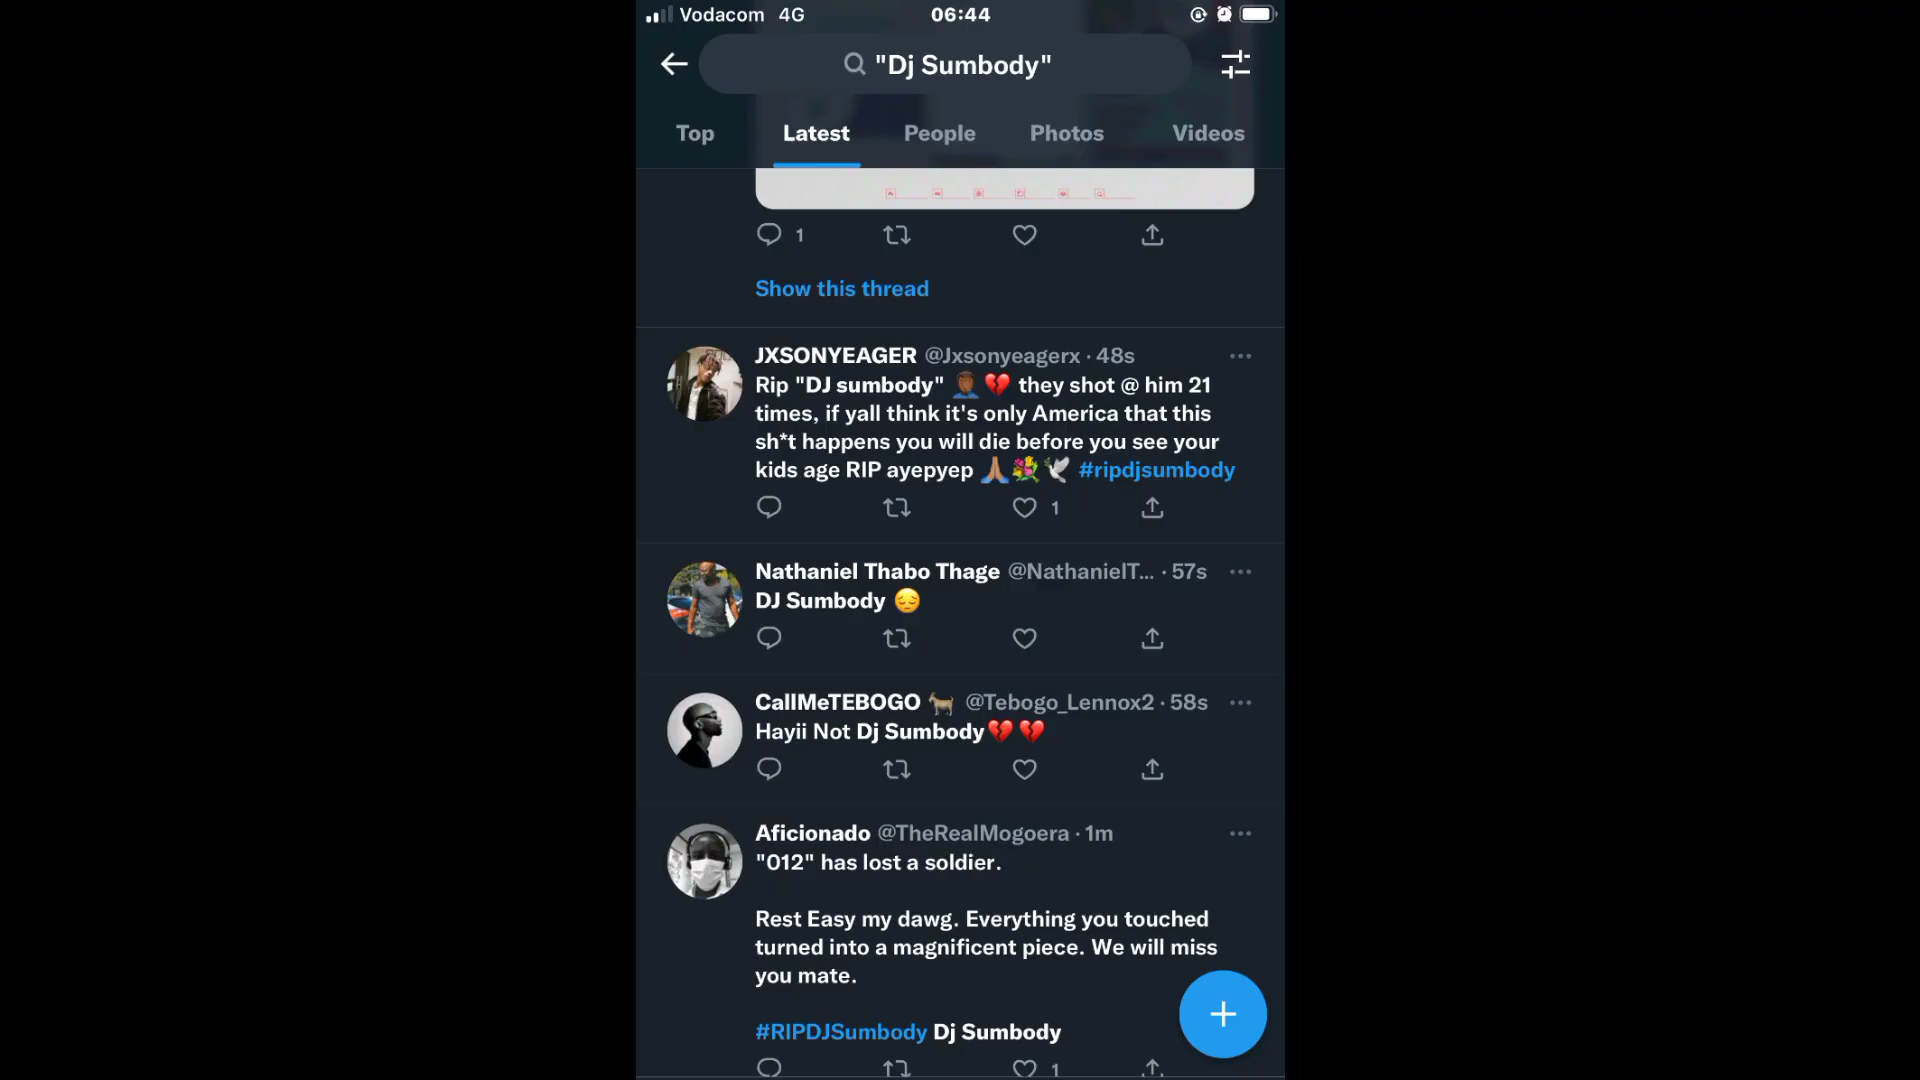 Vodacom 4G 06:44
"Dj Sumbody"
Top Latest People Photos Videos
1
Show this thread
JXSONYEAGER @Jxsonyeagerx · 48s
Rip "DJ sumbody" 🤦🏾‍♂️💔 they shot @ him 21
times, if yall think it's only America that this
sh*t happens you will die before you see your
kids age RIP ayepyep 🙏🏽💐🕊️ #ripdjsumbody
1
Nathaniel Thabo Thage @NathanielT... · 57s
DJ Sumbody 😔
CallMeTEBOGO 🐐 @Tebogo_Lennox2 · 58s
Hayii Not Dj Sumbody💔💔
Aficionado @TheRealMogoera · 1m
"012" has lost a soldier.
Rest Easy my dawg. Everything you touched
turned into a magnificent piece. We will miss
you mate.
#RIPDJSumbody Dj Sumbody
1